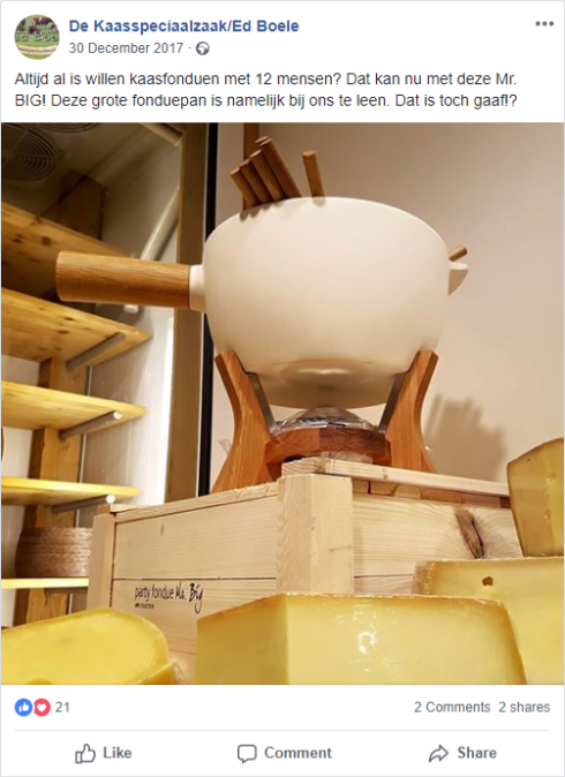 De Kaasspeciaalzaak/Ed Boele
30 December 2017 ·
Altijd al is willen kaasfonduen met 12 mensen? Dat kan nu met deze Mr.
BIG! Deze grote fonduepan is namelijk bij ons te leen. Dat is toch gaaf!?
party fondue Mr. Big
21
2 Comments 2 shares
Like Comment Share